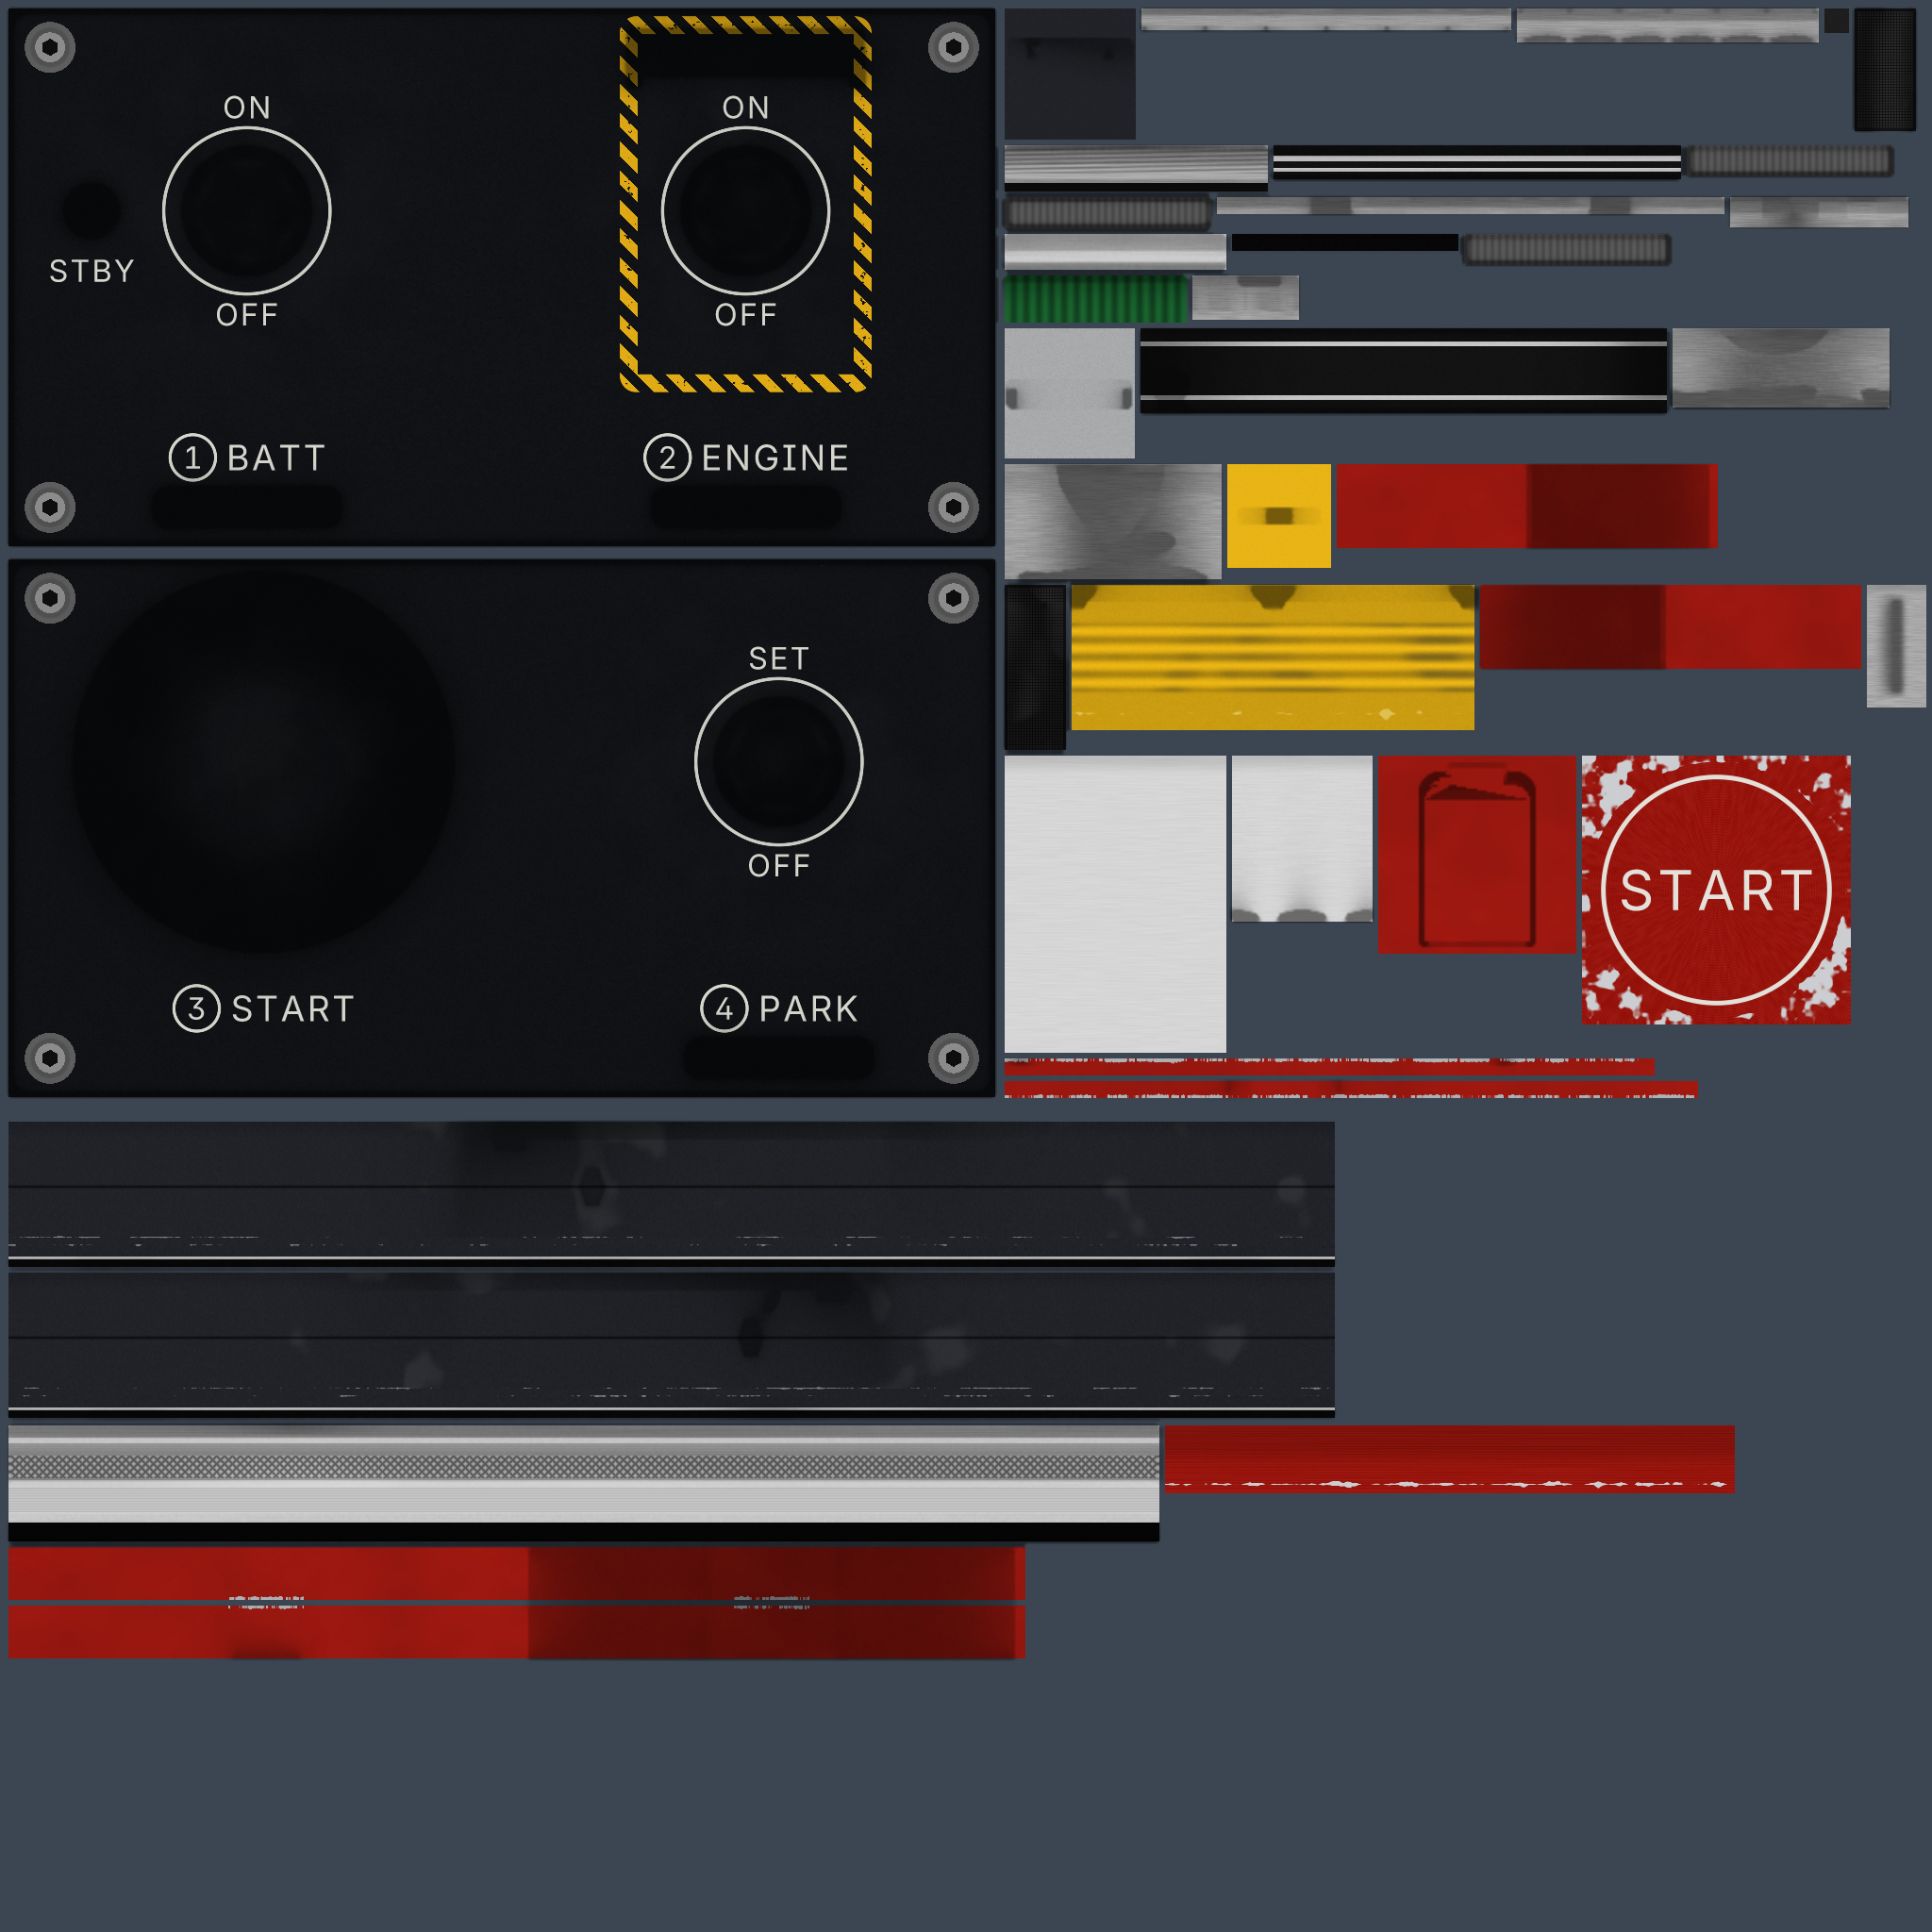 ON
ON
STBY
OFF
OFF
1 BATT
2 ENGINE
SET
OFF
3 START
4 PARK
START